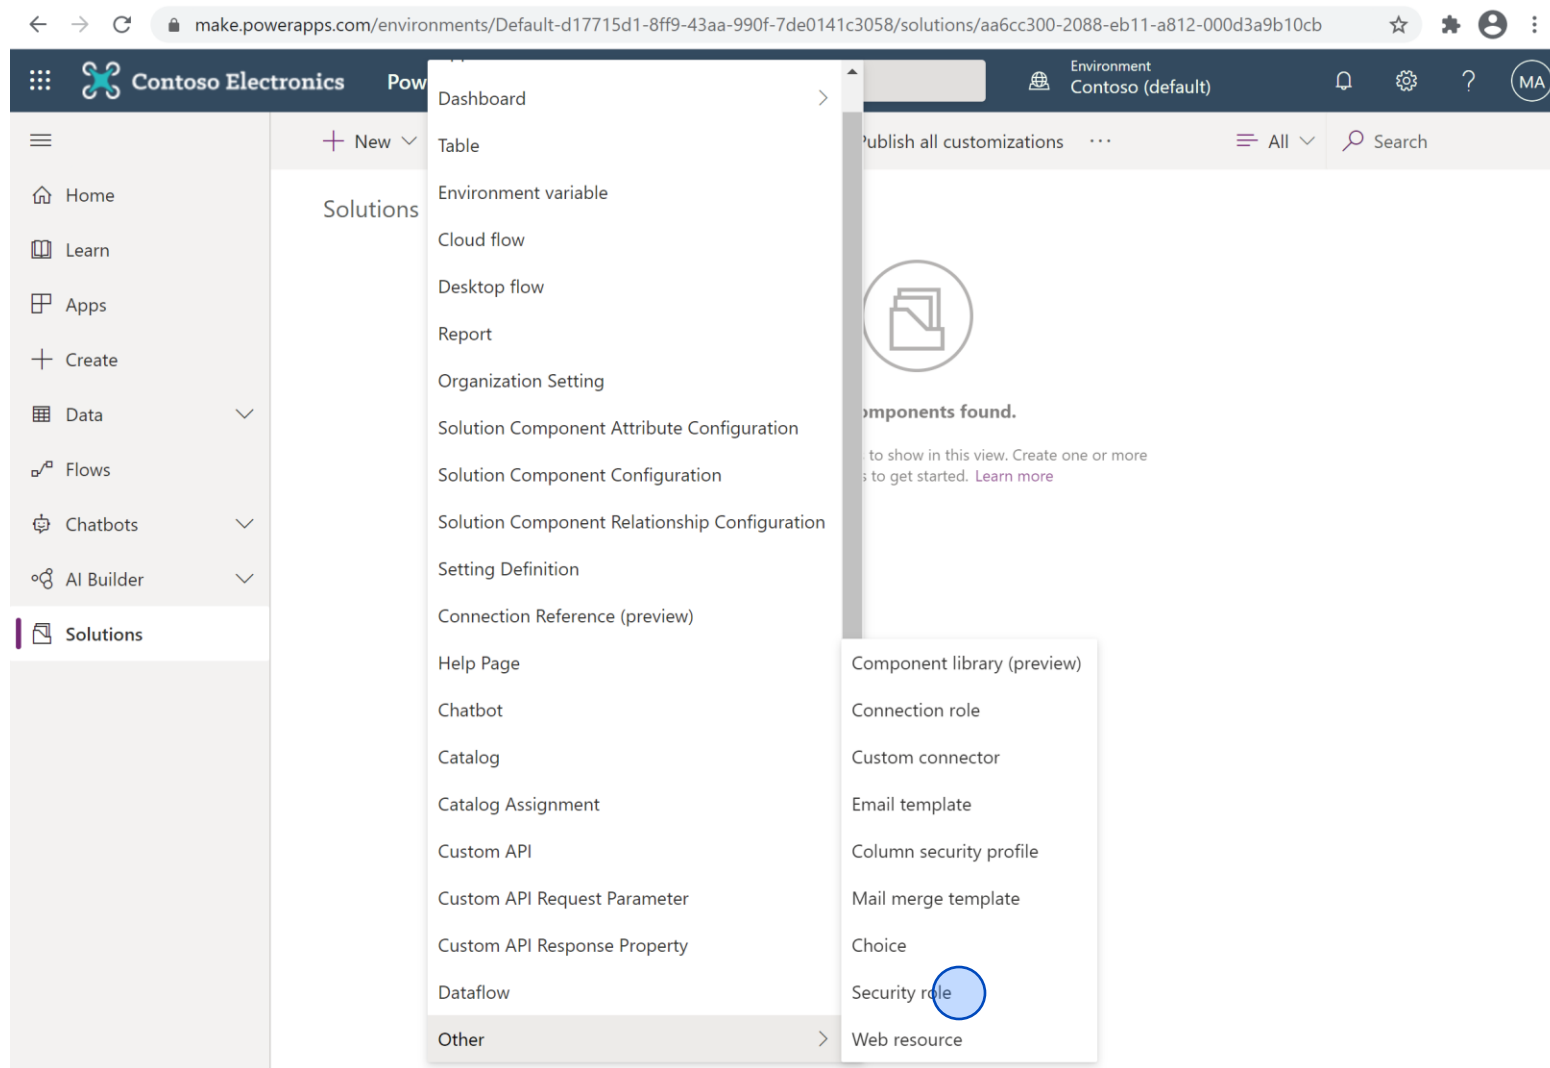 make.powerapps.com/environments/Default-d17715d1-8ff9-43aa-990f-7de0141c3058/solutions/aa6cc300-2088-eb11-a812-000d3a9b10cb
Contoso Electronics
Pow
Environment
Contoso (default)
?
MA
New
Publish all customizations
...
All
Search
Home
Learn
Apps
Create
Data
Flows
Chatbots
AI Builder
Solutions
Solutions
Dashboard
Table
Environment variable
Cloud flow
Desktop flow
Report
Organization Setting
Solution Component Attribute Configuration
Solution Component Configuration
Solution Component Relationship Configuration
Setting Definition
Connection Reference (preview)
Help Page
Chatbot
Catalog
Catalog Assignment
Custom API
Custom API Request Parameter
Custom API Response Property
Dataflow
Other
omponents found.
to show in this view. Create one or more
s to get started. Learn more
Component library (preview)
Connection role
Custom connector
Email template
Column security profile
Mail merge template
Choice
Security role
Web resource